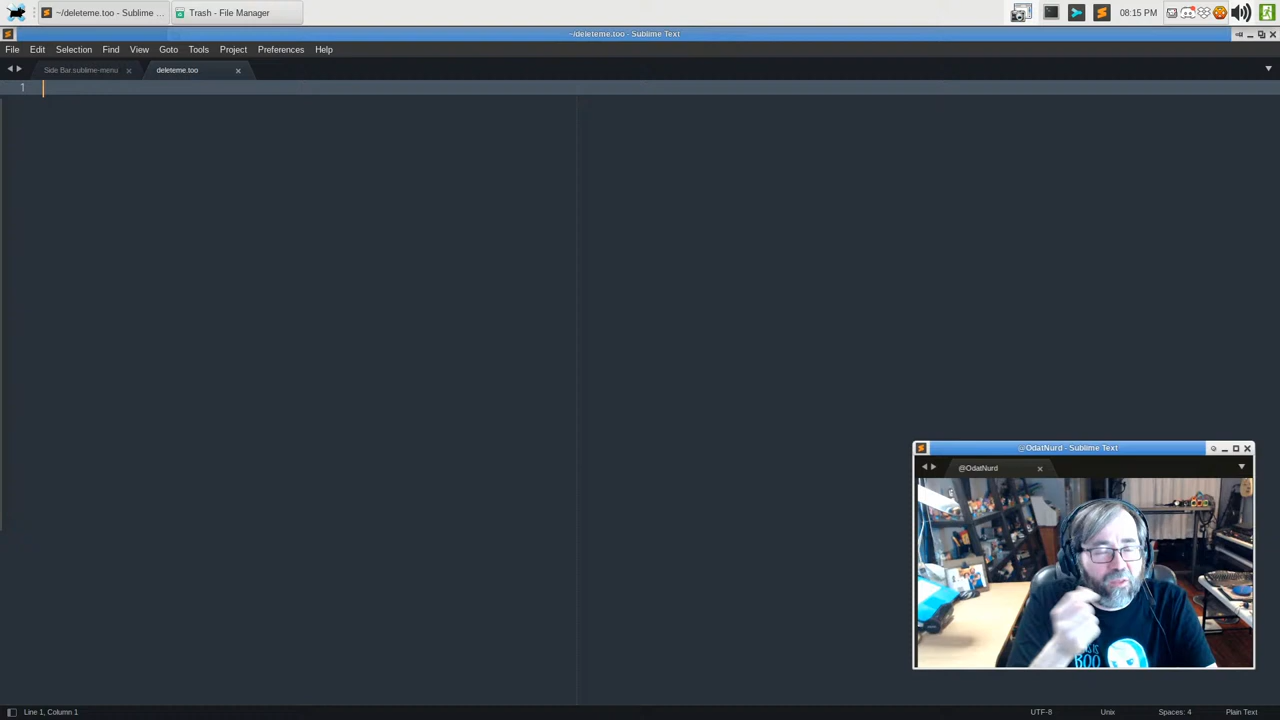 ~/deleteme.too - Sublime ...
Trash - File Manager
08:15 PM
~/deleteme.too - Sublime Text
File Edit Selection Find View Goto Tools Project Preferences Help
Side Bar.sublime-menu
deleteme.too
1
@OdatNurd - Sublime Text
@OdatNurd
BOO
Line 1, Column 1
UTF-8
Unix
Spaces: 4
Plain Text